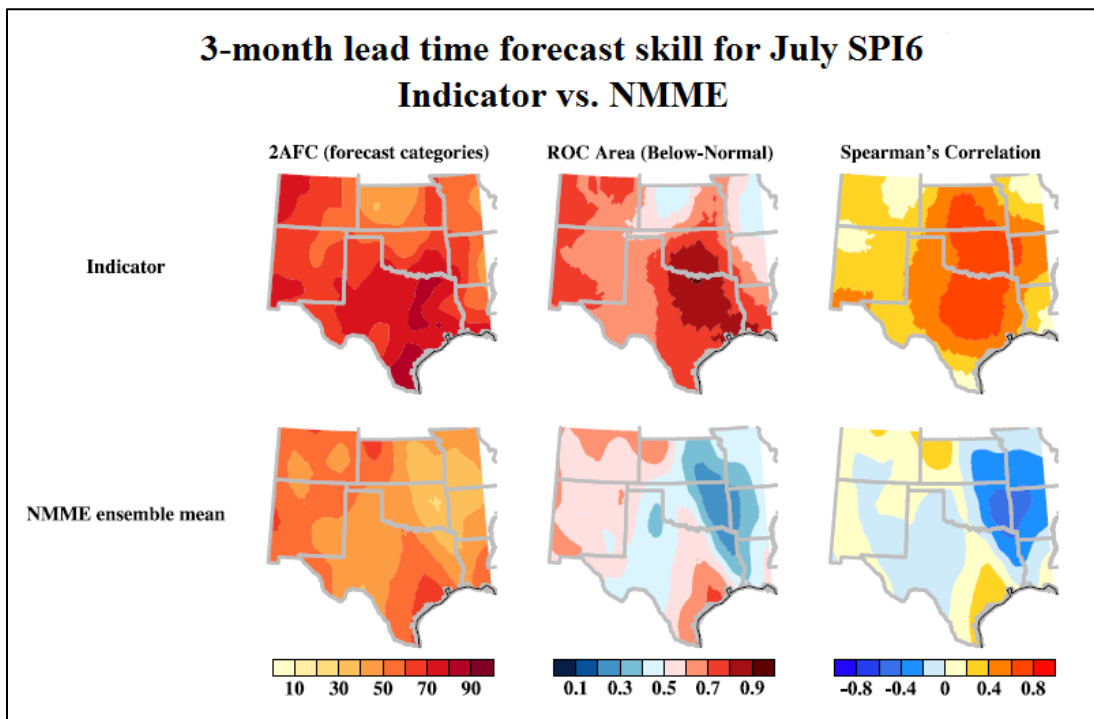 3-month lead time forecast skill for July SPI6
Indicator vs. NMME
2AFC (forecast categories) ROC Area (Below-Normal) Spearman's Correlation
Indicator
NMME ensemble mean
10 30 50 70 90 0.1 0.3 0.5 0.7 0.9 -0.8 -0.4 0 0.4 0.8